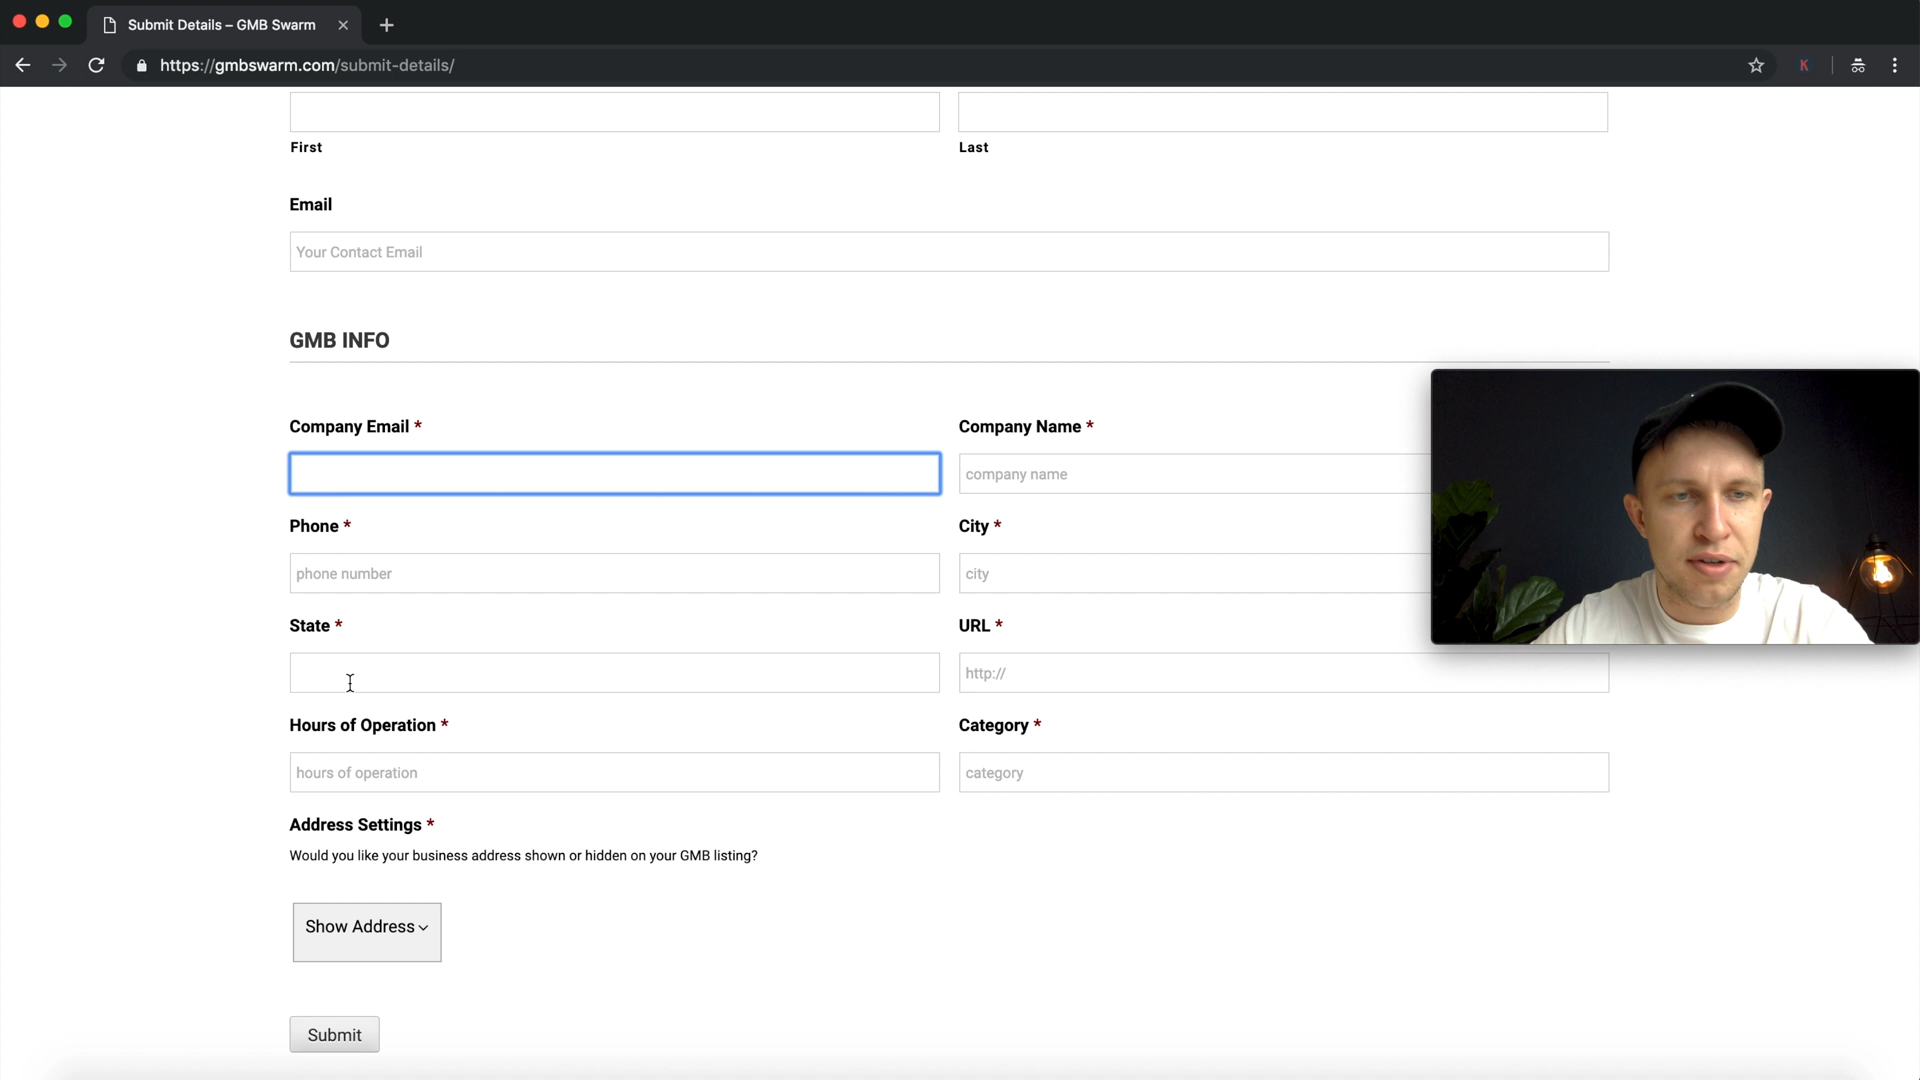 Submit Details – GMB Swarm
https://gmbswarm.com/submit-details/
K
First
Last
Email
Your Contact Email
GMB INFO
Company Email *
Company Name *
company name
Phone *
City *
phone number
city
State *
URL *
http://
Hours of Operation *
Category *
hours of operation
category
Address Settings *
Would you like your business address shown or hidden on your GMB listing?
Show Address
Submit